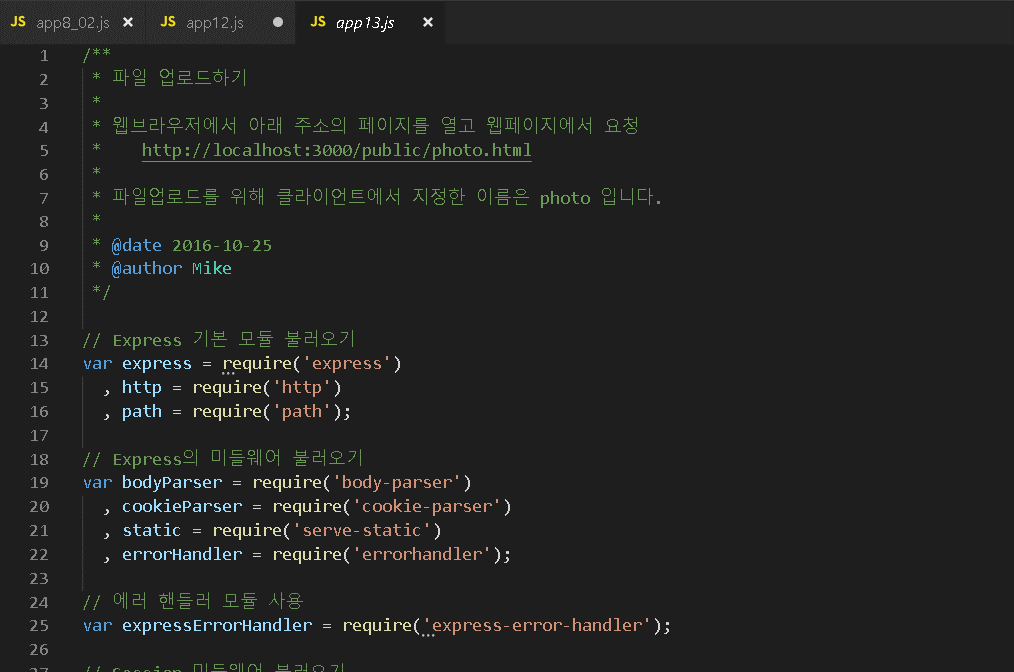 JS app8_02.js × JS app12.js ● JS app13.js ×
1 /**
2 * 파일 업로드하기
3 *
4 * 웹브라우저에서 아래 주소의 페이지를 열고 웹페이지에서 요청
5 * http://localhost:3000/public/photo.html
6 *
7 * 파일업로드를 위해 클라이언트에서 지정한 이름은 photo 입니다.
8 *
9 * @date 2016-10-25
10 * @author Mike
11 */
12
13 // Express 기본 모듈 불러오기
14 var express = require('express')
15 , http = require('http')
16 , path = require('path');
17
18 // Express의 미들웨어 불러오기
19 var bodyParser = require('body-parser')
20 , cookieParser = require('cookie-parser')
21 , static = require('serve-static')
22 , errorHandler = require('errorhandler');
23
24 // 에러 핸들러 모듈 사용
25 var expressErrorHandler = require('express-error-handler');
26
27 // Session 미들웨어 불러오기